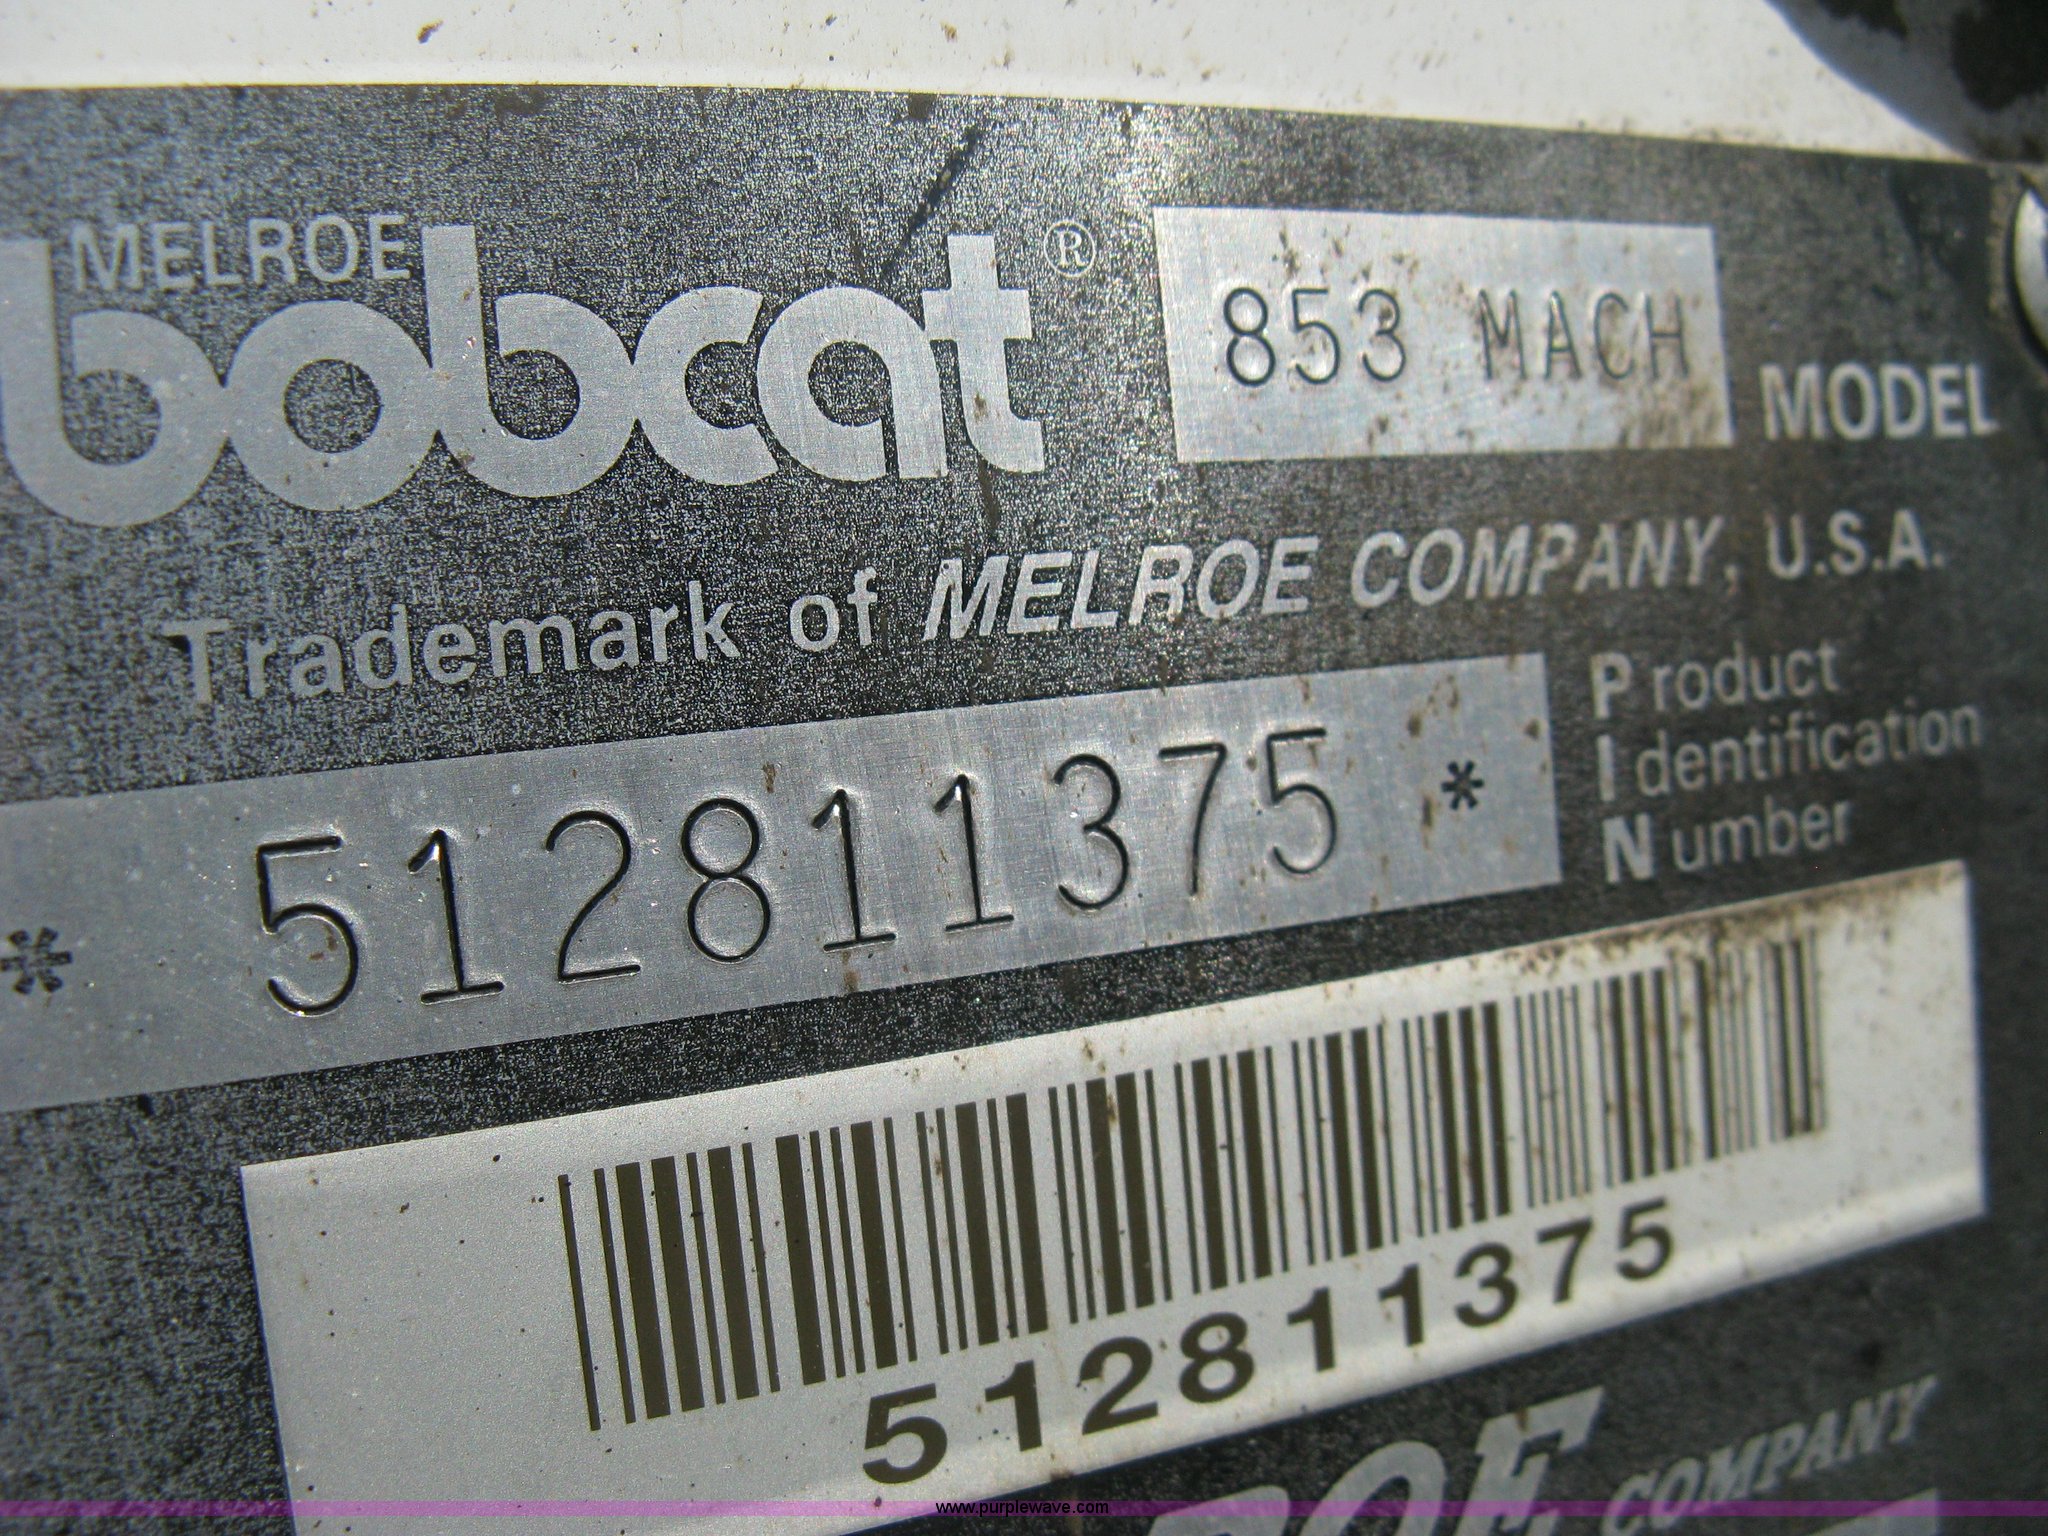 MELROE
bobcat®
853 MACH MODEL
Trademark of MELROE COMPANY, U.S.A.
* 512811375 *
Product
Identification
Number
512811375
COMPANY
www.purplewave.com